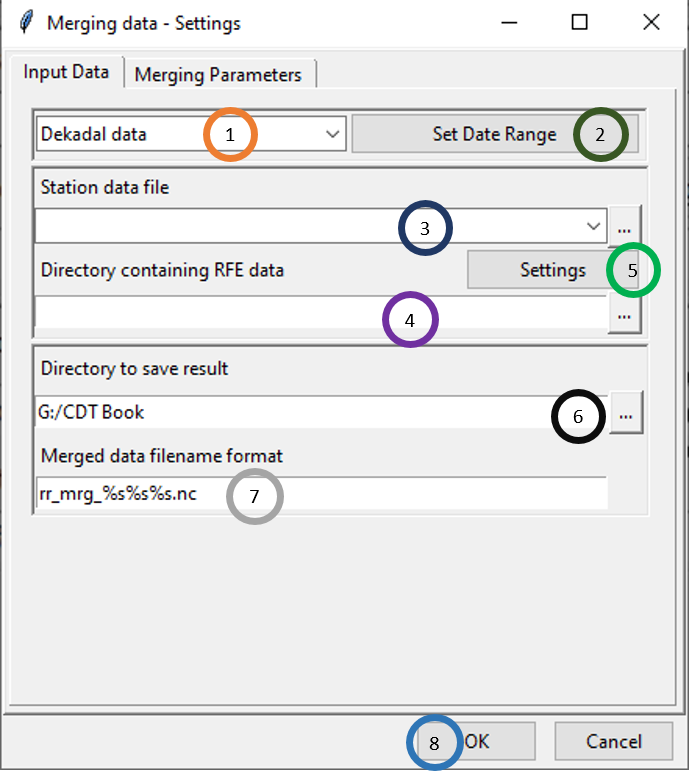 Merging data - Settings
Input Data Merging Parameters
Dekadal data 1 Set Date Range 2
Station data file
3 ...
Directory containing RFE data Settings 5
4 ...
Directory to save result
G:/CDT Book 6 ...
Merged data filename format
rr_mrg_%s%s%s.nc 7
8 OK Cancel